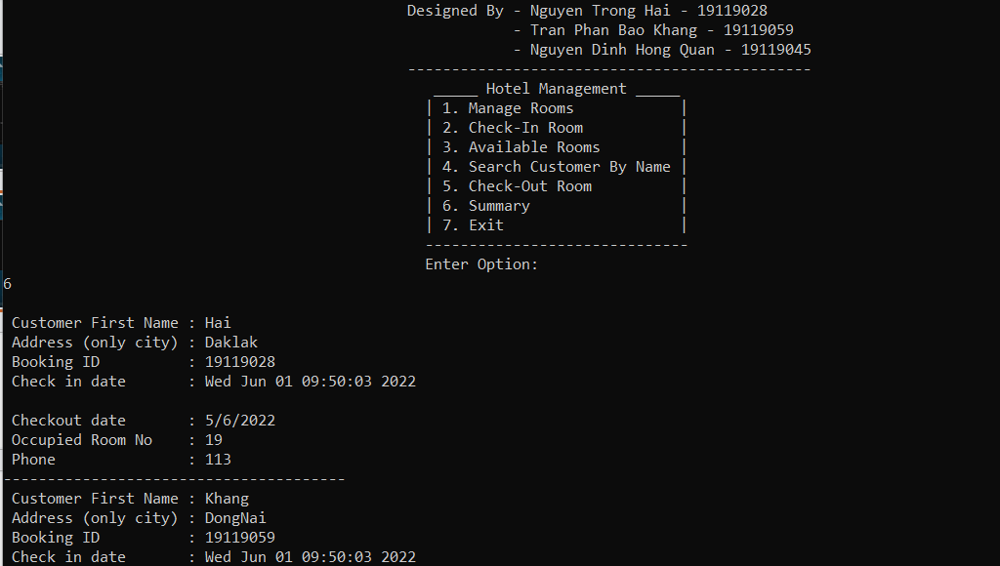 Designed By - Nguyen Trong Hai - 19119028
- Tran Phan Bao Khang - 19119059
- Nguyen Dinh Hong Quan - 19119045
----------------------------------------------
_____ Hotel Management _____
| 1. Manage Rooms |
| 2. Check-In Room |
| 3. Available Rooms |
| 4. Search Customer By Name |
| 5. Check-Out Room |
| 6. Summary |
| 7. Exit |
------------------------------
Enter Option:
6
Customer First Name : Hai
Address (only city) : Daklak
Booking ID : 19119028
Check in date : Wed Jun 01 09:50:03 2022
Checkout date : 5/6/2022
Occupied Room No : 19
Phone : 113
---------------------------------------
Customer First Name : Khang
Address (only city) : DongNai
Booking ID : 19119059
Check in date : Wed Jun 01 09:50:03 2022